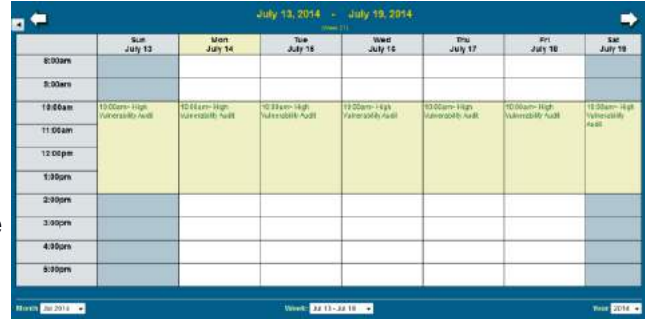 July 13, 2014 - July 19, 2014
Sun
July 13
Mon
July 14
Tue
July 15
Wed
July 16
Thu
July 17
Fri
July 18
Sat
July 19
8:00am
9:00am
10:00am
10:00am- High
Vulnerability Audit
10:00am- High
Vulnerability Audit
10:00am- High
Vulnerability Audit
10:00am- High
Vulnerability Audit
10:00am- High
Vulnerability Audit
10:00am- High
Vulnerability Audit
10:00am- High
Vulnerability
Audit
11:00am
12:00pm
1:00pm
2:00pm
3:00pm
4:00pm
5:00pm
Month Jul 2014
Week: Jul 13 - Jul 19
Year 2014
e